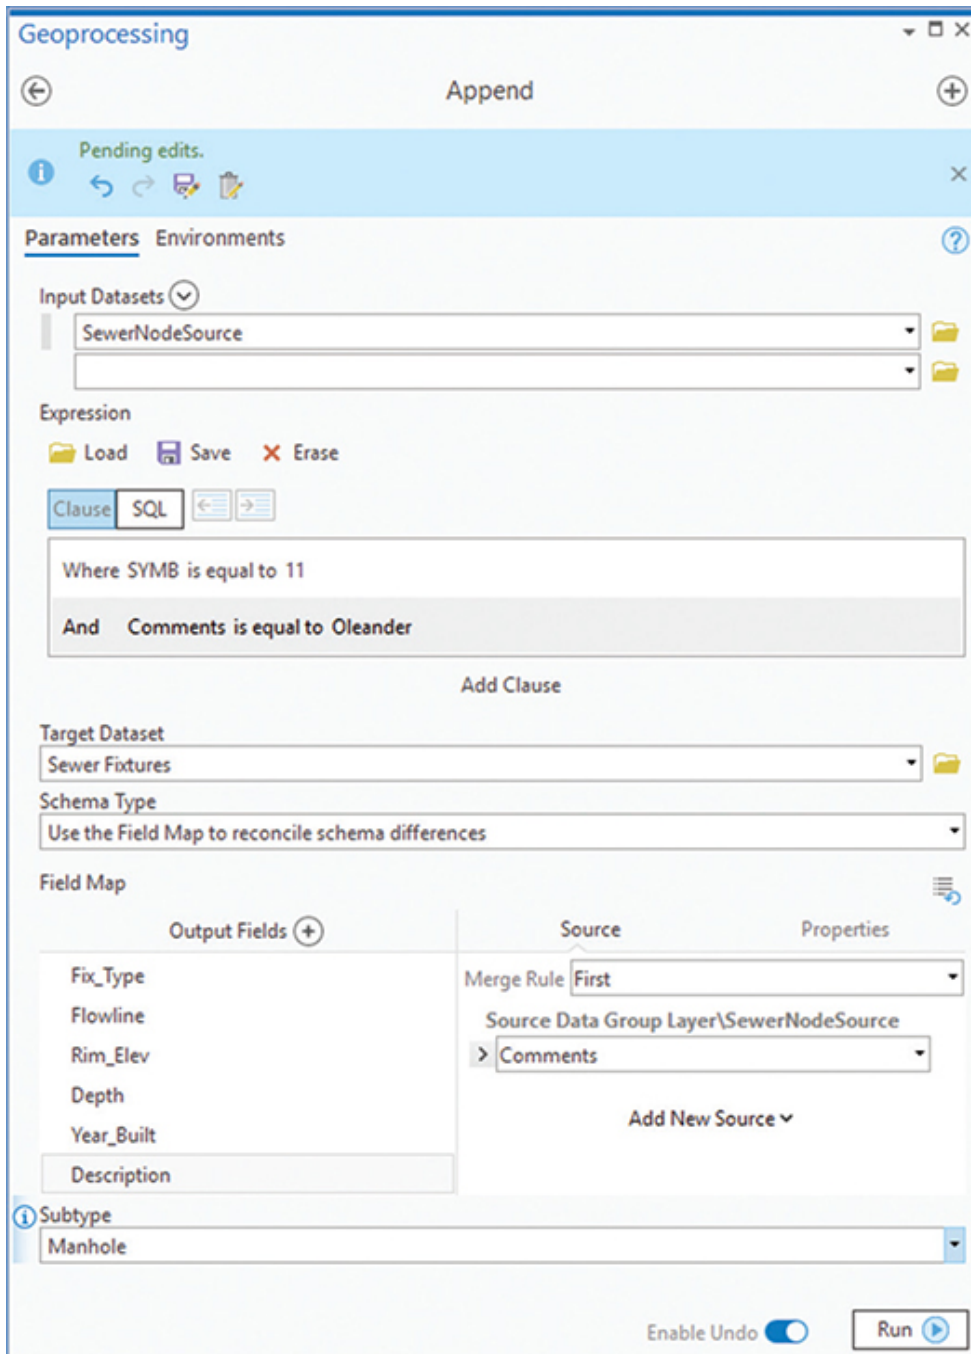 Geoprocessing
Append
Pending edits.
Parameters Environments
Input Datasets
SewerNodeSource
Expression
Load Save Erase
Clause SQL
Where SYMB is equal to 11
And Comments is equal to Oleander
Add Clause
Target Dataset
Sewer Fixtures
Schema Type
Use the Field Map to reconcile schema differences
Field Map
Output Fields Source Properties
Fix_Type
Merge Rule First
Flowline
Source Data Group Layer\SewerNodeSource
Rim_Elev
Comments
Depth
Add New Source
Year_Built
Description
Subtype
Manhole
Enable Undo Run